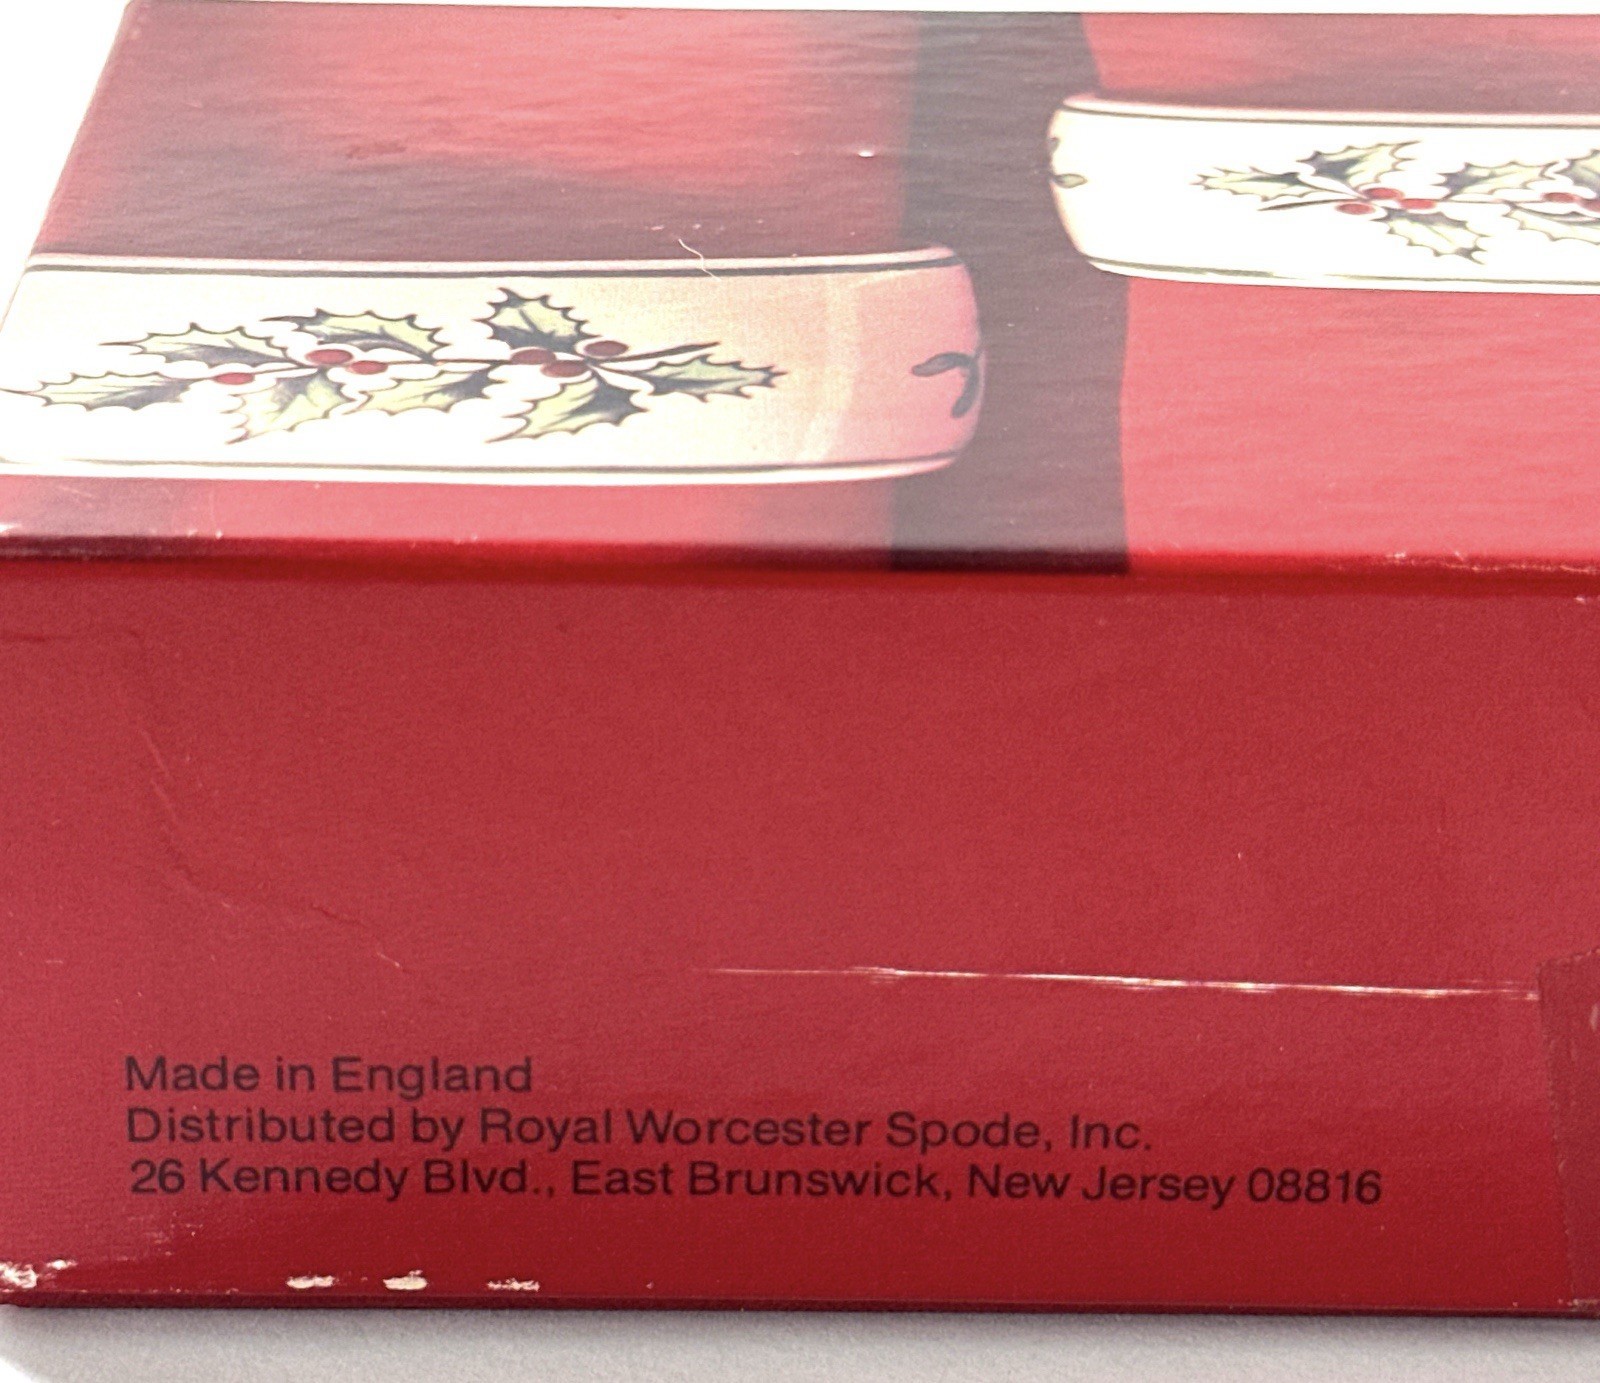 Made in England
Distributed by Royal Worcester Spode, Inc.
26 Kennedy Blvd., East Brunswick, New Jersey 08816